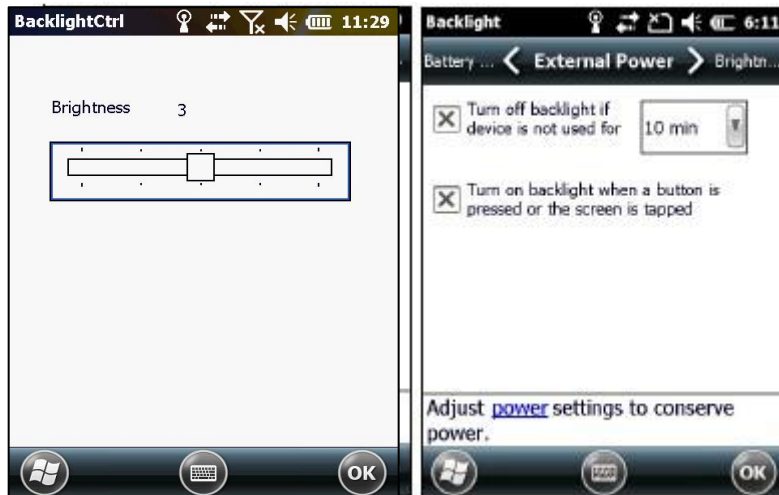 BacklightCtrl 11:29
Brightness 3
OK
Backlight 6:11
Battery ... External Power Brightn...
Turn off backlight if
device is not used for
10 min
Turn on backlight when a button is
pressed or the screen is tapped
Adjust power settings to conserve
power.
OK